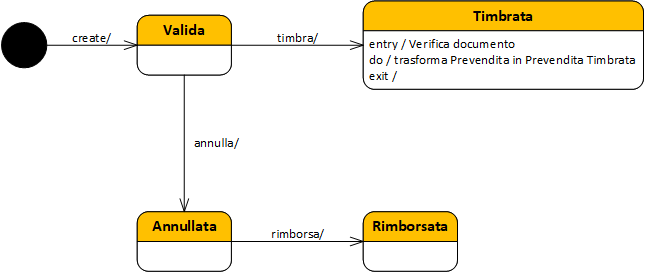 create/
Valida
timbra/
Timbrata
entry / Verifica documento
do / trasforma Prevendita in Prevendita Timbrata
exit /
annulla/
Annullata
rimborsa/
Rimborsata